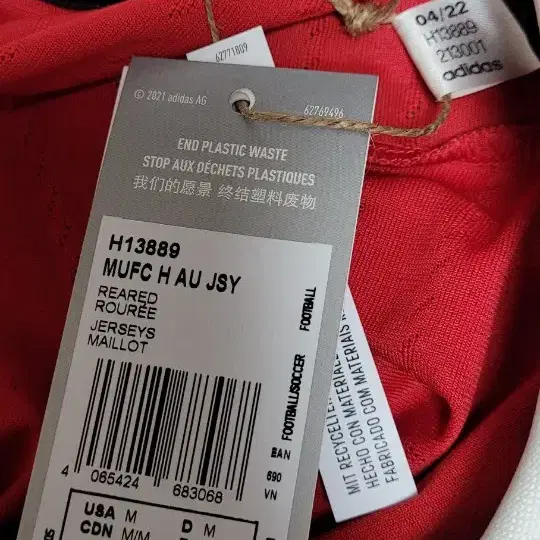 04/22
H13889
213001
adidas
62771809
© 2021 adidas AG
62769496
END PLASTIC WASTE
STOP AUX DÉCHETS PLASTIQUES
我们的愿景 终结塑料废物
H13889
MUFC H AU JSY
REARED
ROURÉE
JERSEYS
MAILLOT
FOOTBALL/SOCCER
FOOTBALL
EAN
690
VN
4 065424 683068
USA M D M
CDN M/M
MIT RECYCELTEN
HECHO CON MATERIALES
FABRICADO COM MATERIAIS